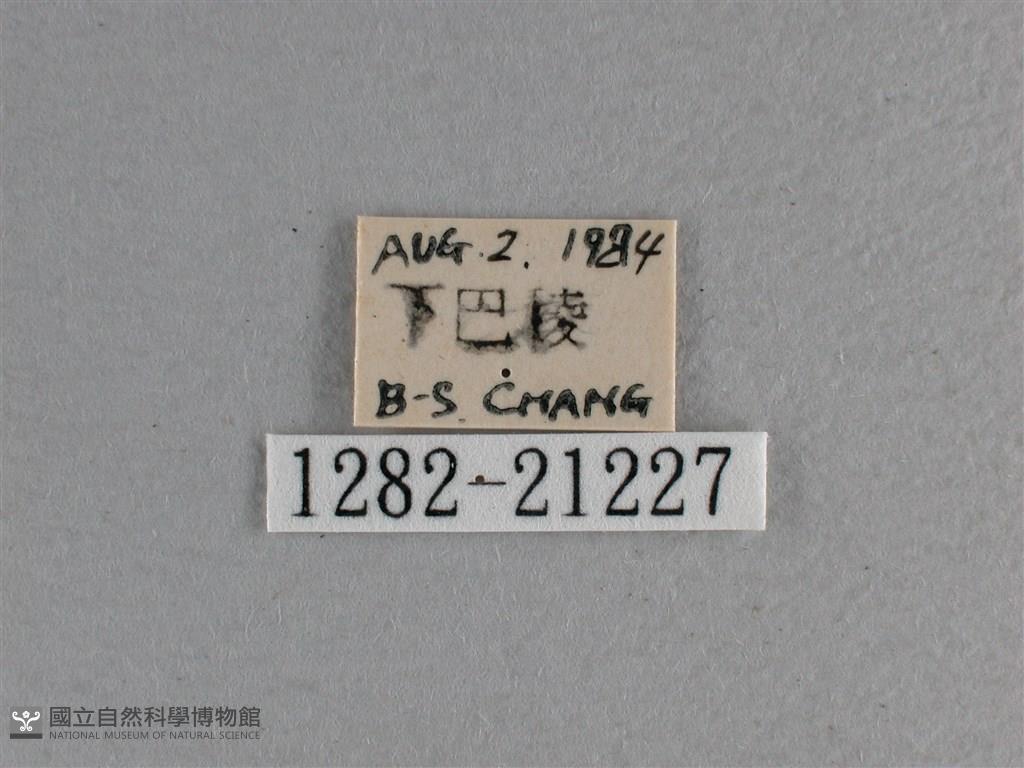 AUG. 2. 1984
下巴陵
B-S. CHANG
1282-21227
國立自然科學博物館
NATIONAL MUSEUM OF NATURAL SCIENCE